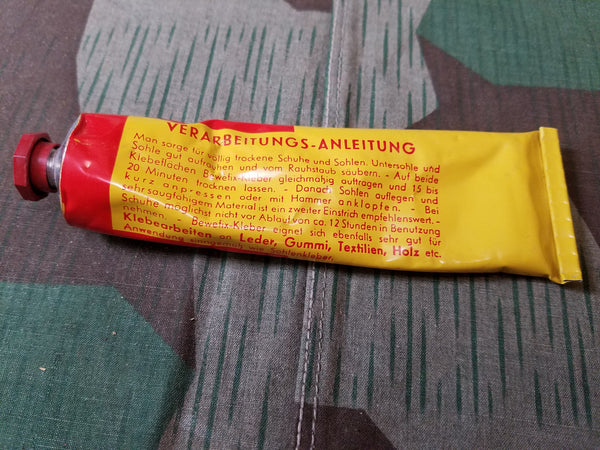 VERARBEITUNGS-ANLEITUNG
Man sorge für völlig trockene Schuhe und Sohlen. Untersohle und
Sohle gut aufrauhen und vom Rauhstaub säubern. - Auf beide
Klebeflächen Bewefix-Kleber gleichmäßig auftragen und 15 bis
20 Minuten trocknen lassen. - Danach Sohlen auflegen und
kurz anpressen oder mit Hammer anklopfen. - Bei
sehr saugfähigem Material ist ein zweiter Einstrich empfehlenswert. -
Schuhe möglichst nicht vor Ablauf von ca. 12 Stunden in Benutzung
nehmen. - Bewefix-Kleber eignet sich ebenfalls sehr gut für
Klebearbeiten an Leder, Gummi, Textilien, Holz etc.
Anwendung sinngemäß wie Sohlenkleber.